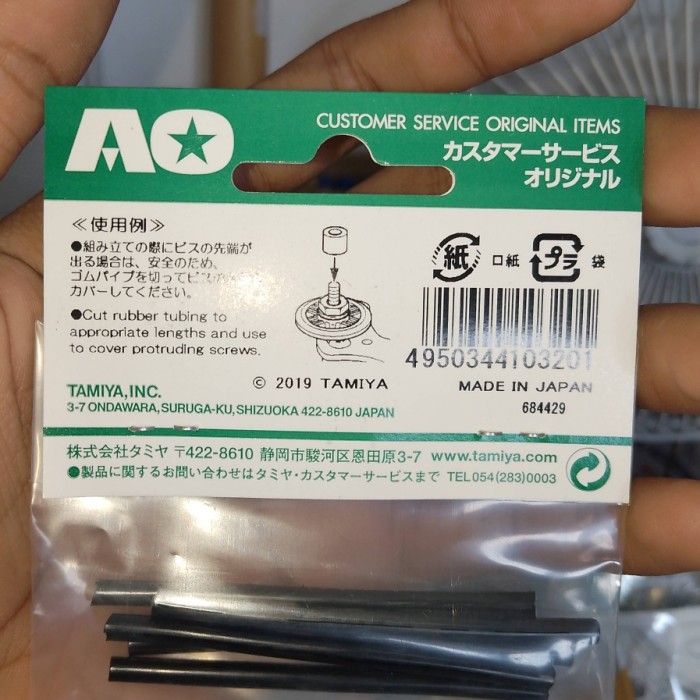 AO
CUSTOMER SERVICE ORIGINAL ITEMS
カスタマーサービス
オリジナル
≪使用例≫
●組み立ての際にビスの先端が
出る場合は、安全のため、
ゴムパイプを切ってビスの
カバーしてください。
●Cut rubber tubing to
appropriate lengths and use
to cover protruding screws.
紙 口紙 プラ 袋
4950344103201
© 2019 TAMIYA
MADE IN JAPAN
684429
TAMIYA, INC.
3-7 ONDAWARA, SURUGA-KU, SHIZUOKA 422-8610 JAPAN
株式会社タミヤ 〒422-8610 静岡市駿河区恩田原3-7 www.tamiya.com
●製品に関するお問い合わせはタミヤ・カスタマーサービスまで TEL054(283)0003